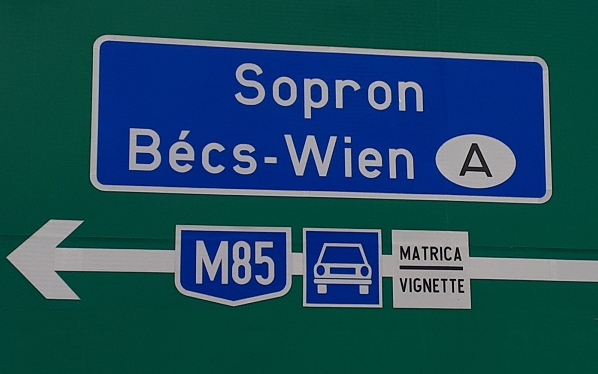 Sopron
Bécs-Wien A
M85
MATRICA
VIGNETTE